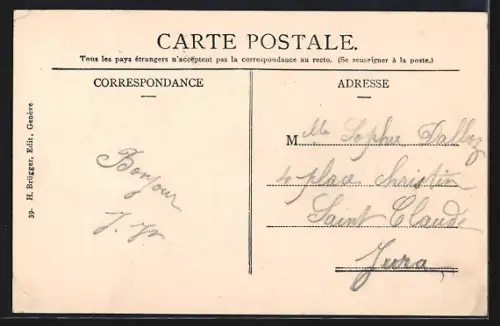 CARTE POSTALE.
Tous les pays étrangers n'acceptent pas la correspondance au recto. (Se renseigner à la poste.)
CORRESPONDANCE
ADRESSE
39. H. Brügger, Edit., Genève
Bonjour
M lle Sophie Dalloz
4 place Christin
Saint Claude
Jura